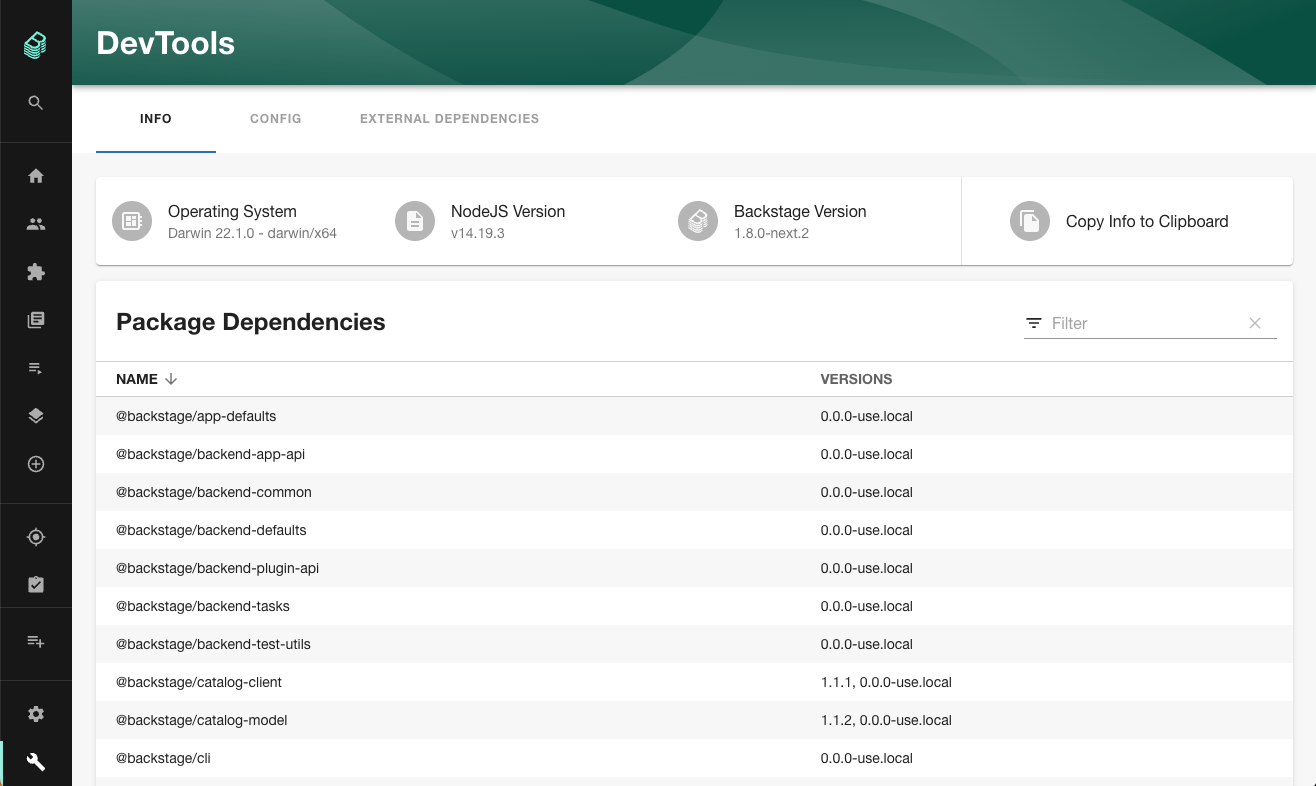 DevTools
INFO CONFIG EXTERNAL DEPENDENCIES
Operating System
Darwin 22.1.0 - darwin/x64
NodeJS Version
v14.19.3
Backstage Version
1.8.0-next.2
Copy Info to Clipboard
Package Dependencies
Filter
NAME VERSIONS
@backstage/app-defaults 0.0.0-use.local
@backstage/backend-app-api 0.0.0-use.local
@backstage/backend-common 0.0.0-use.local
@backstage/backend-defaults 0.0.0-use.local
@backstage/backend-plugin-api 0.0.0-use.local
@backstage/backend-tasks 0.0.0-use.local
@backstage/backend-test-utils 0.0.0-use.local
@backstage/catalog-client 1.1.1, 0.0.0-use.local
@backstage/catalog-model 1.1.2, 0.0.0-use.local
@backstage/cli 0.0.0-use.local